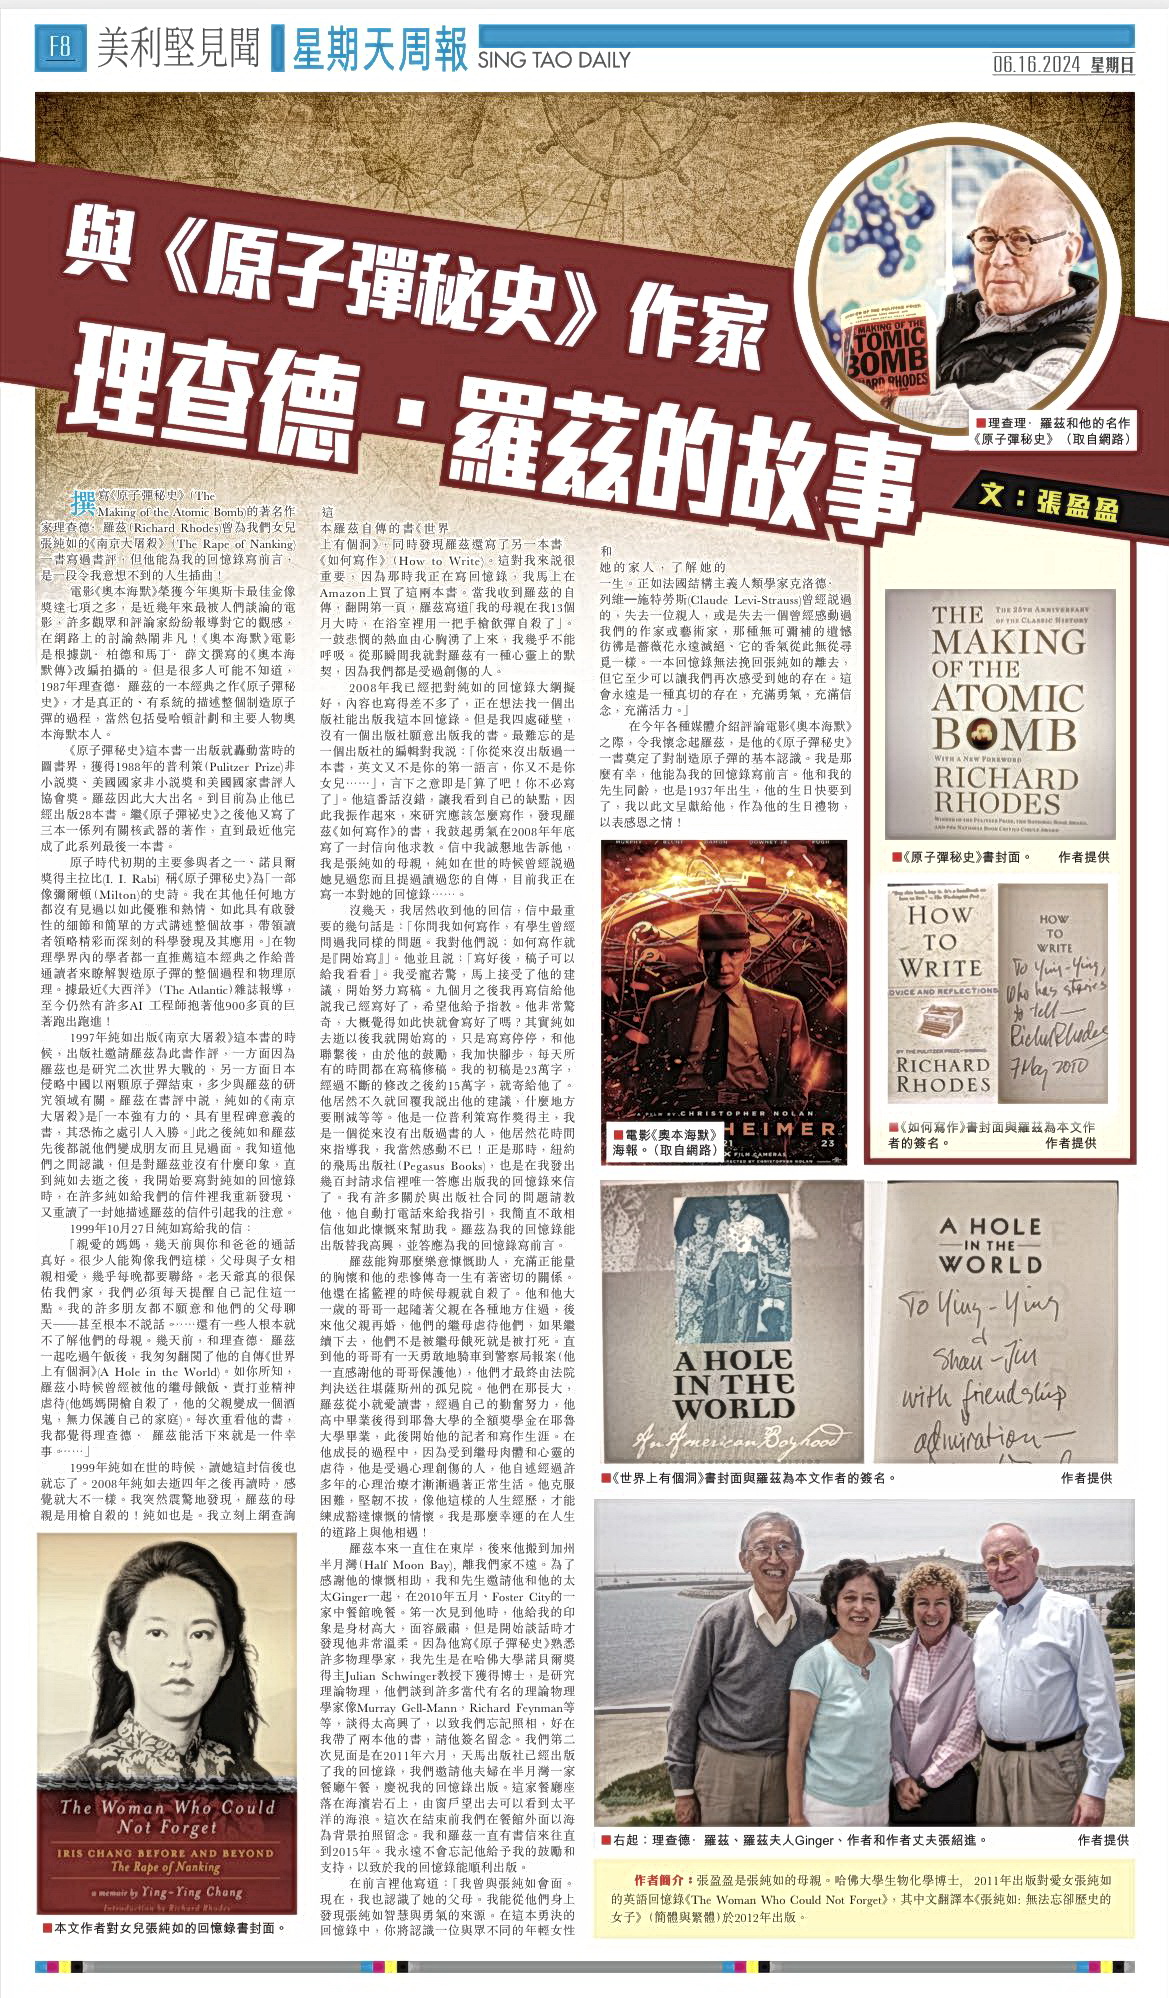 F8 美利堅見聞 星期天周報 SING TAO DAILY
06.16.2024 星期日
與《原子彈秘史》作家
理查德·羅茲的故事
文：張盈盈
■理查理·羅茲和他的名作
《原子彈秘史》（取自網路）
撰寫《原子彈秘史》(The
Making of the Atomic Bomb)的著名作
家理查德·羅茲(Richard Rhodes)曾為我們女兒
張純如的《南京大屠殺》(The Rape of Nanking)
一書寫過書評，但他能為我的回憶錄寫前言，
是一段令我意想不到的人生插曲！
電影《奧本海默》榮獲今年奧斯卡最佳金像
獎達七項之多，是近幾年來最被人們談論的電
影，許多觀眾和評論家紛紛報導對它的觀感，
在網路上的討論熱鬧非凡！《奧本海默》電影
是根據凱·柏德和馬丁·薛文撰寫的《奧本海
默傳》改編拍攝的。但是很多人可能不知道，
1987年理查德·羅茲的一本經典之作《原子彈秘
史》，才是真正的、有系統的描述整個制造原子
彈的過程，當然包括曼哈頓計劃和主要人物奧
本海默本人。
《原子彈秘史》這本書一出版就轟動當時的
圖書界，獲得1988年的普利策(Pulitzer Prize)非
小説獎、美國國家非小説獎和美國國家書評人
協會獎。羅茲因此大大出名。到目前為止他已
經出版28本書。繼《原子彈祕史》之後他又寫了
三本一係列有關核武器的著作，直到最近他完
成了此系列最後一本書。
原子時代初期的主要參與者之一、諾貝爾
獎得主拉比(I. I. Rabi) 稱《原子彈秘史》為「一部
像彌爾頓(Milton)的史詩。我在其他任何地方
都沒有見過以如此優雅和熱情、如此具有啟發
性的細節和簡單的方式講述整個故事，帶領讀
者領略精彩而深刻的科學發現及其應用。」在物
理學界內的學者都一直推薦這本經典之作給普
通讀者來瞭解製造原子彈的整個過程和物理原
理。據最近《大西洋》(The Atlantic)雜誌報導，
至今仍然有許多AI 工程師抱著他900多頁的巨
著跑出跑進！
1997年純如出版《南京大屠殺》這本書的時
候，出版社邀請羅茲為此書作評，一方面因為
羅茲也是研究二次世界大戰的，另一方面日本
侵略中國以兩顆原子彈結束，多少與羅茲的研
究領域有關。羅茲在書評中説，純如的《南京
大屠殺》是「一本強有力的、具有里程碑意義的
書，其恐怖之處引人入勝。」此之後純如和羅茲
先後都說他們變成朋友而且見過面。我知道他
們之間認識，但是對羅茲並沒有什麼印象，直
到純如去逝之後，我開始要寫對純如的回憶錄
時，在許多純如給我們的信件裡我重新發現、
又重讀了一封她描述羅茲的信件引起我的注意。
1999年10月27日純如寫給我的信：
「親愛的媽媽，幾天前與你和爸爸的通話
真好。很少人能夠像我們這樣，父母與子女相
親相愛，幾乎每晚都要聯絡。老天爺真的很保
佑我們家，我們必須每天提醒自己記住這一
點。我的許多朋友都不願意和他們的父母聊
天——甚至根本不説話。……還有一些人根本就
不了解他們的母親。幾天前，和理查德·羅茲
一起吃過午飯後，我匆匆翻閱了他的自傳《世界
上有個洞》(A Hole in the World)。如你所知，
羅茲小時候曾經被他的繼母餓飯、責打並精神
虐待(他媽媽開槍自殺了，他的父親變成一個酒
鬼，無力保護自己的家庭)。每次重看他的書，
我都覺得理查德· 羅茲能活下來就是一件幸
事。……」
1999年純如在世的時候，讀她這封信後也
就忘了。2008年純如去逝四年之後再讀時，感
覺就大不一樣。我突然震驚地發現，羅茲的母
親是用槍自殺的！純如也是。我立刻上網查詢
The Woman Who Could
Not Forget
IRIS CHANG BEFORE AND BEYOND
The Rape of Nanking
a memoir by Ying-Ying Chang
Introduction by Richard Rhodes
■本文作者對女兒張純如的回憶錄書封面。
這
本羅茲自傳的書《世界
上有個洞》，同時發現羅茲還寫了另一本書
《如何寫作》(How to Write)。這對我來説很
重要，因為那時我正在寫回憶錄，我馬上在
Amazon上買了這兩本書。當我收到羅茲的自
傳，翻開第一頁，羅茲寫道「我的母親在我13個
月大時，在浴室裡用一把手槍飲彈自殺了」。
一鼓悲憫的熱血由心胸湧了上來，我幾乎不能
呼吸。從那瞬間我就對羅茲有一種心靈上的默
契，因為我們都是受過創傷的人。
2008年我已經把對純如的回憶錄大綱擬
好，內容也寫得差不多了，正在想法找一個出
版社能出版我這本回憶錄。但是我四處碰壁，
沒有一個出版社願意出版我的書。最難忘的是
一個出版社的編輯對我説：「你從來沒出版過一
本書，英文又不是你的第一語言，你又不是你
女兒……」，言下之意即是「算了吧！你不必寫
了」。他這番話沒錯，讓我看到自己的缺點，因
此我振作起來，來研究應該怎麼寫作，發現羅
茲《如何寫作》的書，我鼓起勇氣在2008年年底
寫了一封信向他求教。信中我誠懇地告訴他，
我是張純如的母親，純如在世的時候曾經説過
她見過您而且提過讀過您的自傳，目前我正在
寫一本對她的回憶錄……。
沒幾天，我居然收到他的回信，信中最重
要的幾句話是：「你問我如何寫作，有學生曾經
問過我同樣的問題。我對他們説：如何寫作就
是『開始寫』」。他並且説：「寫好後，稿子可以
給我看看」。我受寵若驚，馬上接受了他的建
議，開始努力寫稿。九個月之後我再寫信給他
説我已經寫好了，希望他給予指教。他非常驚
奇，大概覺得如此快就會寫好了嗎？其實純如
去逝以後我就開始寫的，只是寫寫停停，和他
聯繫後，由於他的鼓勵，我加快腳步，每天所
有的時間都在寫稿修稿。我的初稿是23萬字，
經過不斷的修改之後約15萬字，就寄給他了。
他居然不久就回覆我說出他的建議，什麼地方
要刪減等等。他是一位普利策寫作獎得主，我
是一個從來沒有出版過書的人，他居然花時間
來指導我，我當然感動不已！正是那時，紐約
的飛馬出版社(Pegasus Books)，也是在我發出
幾百封請求信裡唯一答應出版我的回憶錄來信
了。我有許多關於與出版社合同的問題請教
他，他自動打電話來給我指引，我簡直不敢相
信他如此慷慨來幫助我。羅茲為我的回憶錄能
出版替我高興，並答應為我的回憶錄寫前言。
羅茲能夠那麼樂意慷慨助人，充滿正能量
的胸懷和他的悲慘傳奇一生有著密切的關係。
他還在搖籃裡的時候母親就自殺了。他和他大
一歲的哥哥一起隨著父親在各種地方住過，後
來他父親再婚，他們的繼母虐待他們，如果繼
續下去，他們不是被繼母餓死就是被打死。直
到他的哥哥有一天勇敢地騎車到警察局報案(他
一直感謝他的哥哥保護他)，他們才最終由法院
判決送往堪薩斯州的孤兒院。他們在那長大，
羅茲從小就愛讀書，經過自己的勤奮努力，他
高中畢業後得到耶魯大學的全額獎學金在耶魯
大學畢業，此後開始他的記者和寫作生涯。在
他成長的過程中，因為受到繼母肉體和心靈的
虐待，他是受過心理創傷的人，他自述經過許
多年的心理治療才漸漸過著正常生活。他克服
困難，堅韌不拔，像他這樣的人生經歷，才能
練成豁達慷慨的情懷。我是那麼幸運的在人生
的道路上與他相遇！
羅茲本來一直住在東岸，後來他搬到加州
半月灣(Half Moon Bay)，離我們家不遠。為了
感謝他的慷慨相助，我和先生邀請他和他的太
太Ginger一起，在2010年五月、Foster City的一
家中餐館晚餐。第一次見到他時，他給我的印
象是身材高大，面容嚴肅，但是開始談話時才
發現他非常溫柔。因為他寫《原子彈秘史》熟悉
許多物理學家，我先生是在哈佛大學諾貝爾獎
得主Julian Schwinger教授下獲得博士，是研究
理論物理，他們談到許多當代有名的理論物理
學家像Murray Gell-Mann，Richard Feynman等
等，談得太高興了，以致我們忘記照相，好在
我帶了兩本他的書，請他簽名留念。我們第二
次見面是在2011年六月，天馬出版社已經出版
了我的回憶錄，我們邀請他夫婦在半月灣一家
餐廳午餐，慶祝我的回憶錄出版。這家餐廳座
落在海濱岩石上，由窗戶望出去可以看到太平
洋的海浪。這次在結束前我們在餐館外面以海
為背景拍照留念。我和羅茲一直有書信來往直
到2015年。我永遠不會忘記他給予我的鼓勵和
支持，以致於我的回憶錄能順利出版。
在前言裡他寫道：「我曾與張純如會面。
現在，我也認識了她的父母。我能從他們身上
發現張純如智慧與勇氣的來源。在這本勇決的
回憶錄中，你將認識一位與眾不同的年輕女性
和
她的家人，了解她的
一生。正如法國結構主義人類學家克洛德·
列維—施特勞斯(Claude Levi-Strauss)曾經説過
的，失去一位親人，或是失去一個曾經感動過
我們的作家或藝術家，那種無可彌補的遺憾
彷彿是薔薇花永遠滅絕、它的香氣從此無從尋
覓一樣。一本回憶錄無法挽回張純如的離去，
但它至少可以讓我們再次感受到她的存在。這
會永遠是一種真切的存在，充滿勇氣，充滿信
念，充滿活力。」
在今年各種媒體介紹評論電影《奧本海默》
之際，令我懷念起羅茲，是他的《原子彈秘史》
一書奠定了對制造原子彈的基本認識。我是那
麼有幸，他能為我的回憶錄寫前言。他和我的
先生同齡，也是1937年出生，他的生日快要到
了，我以此文呈獻給他，作為他的生日禮物，
以表感恩之情！
MURPHY BLUNT DAMON DOWNEY JR PUGH
A FILM BY CHRISTOPHER NOLAN
HEIMER
■電影《奧本海默》
海報。（取自網路）
THE THE 25TH ANNIVERSARY
OF THE CLASSIC HISTORY
MAKING
OF THE
ATOMIC
BOMB
WITH A NEW FOREWORD
RICHARD
RHODES
WINNER OF THE PULITZER PRIZE, THE NATIONAL BOOK AWARD,
AND THE NATIONAL BOOK CRITICS CIRCLE AWARD
■《原子彈秘史》書封面。 作者提供
HOW
TO
WRITE
ADVICE AND REFLECTIONS
BY THE PULITZER PRIZE-WINNING
RICHARD
RHODES
HOW
TO
WRITE
To Ying-Ying,
Who has stories
to tell—
Richard Rhodes
7 May 2010
■《如何寫作》書封面與羅茲為本文作
者的簽名。 作者提供
A HOLE
IN THE
WORLD
An American Boyhood
A HOLE
IN THE
WORLD
To Ying-Ying
&
Shau-Jin
with friendship
admiration—
■《世界上有個洞》書封面與羅茲為本文作者的簽名。 作者提供
■右起：理查德·羅茲、羅茲夫人Ginger、作者和作者丈夫張紹進。 作者提供
作者簡介：張盈盈是張純如的母親。哈佛大學生物化學博士， 2011年出版對愛女張純如
的英語回憶錄《The Woman Who Could Not Forget》，其中文翻譯本《張純如: 無法忘卻歷史的
女子》（簡體與繁體）於2012年出版。